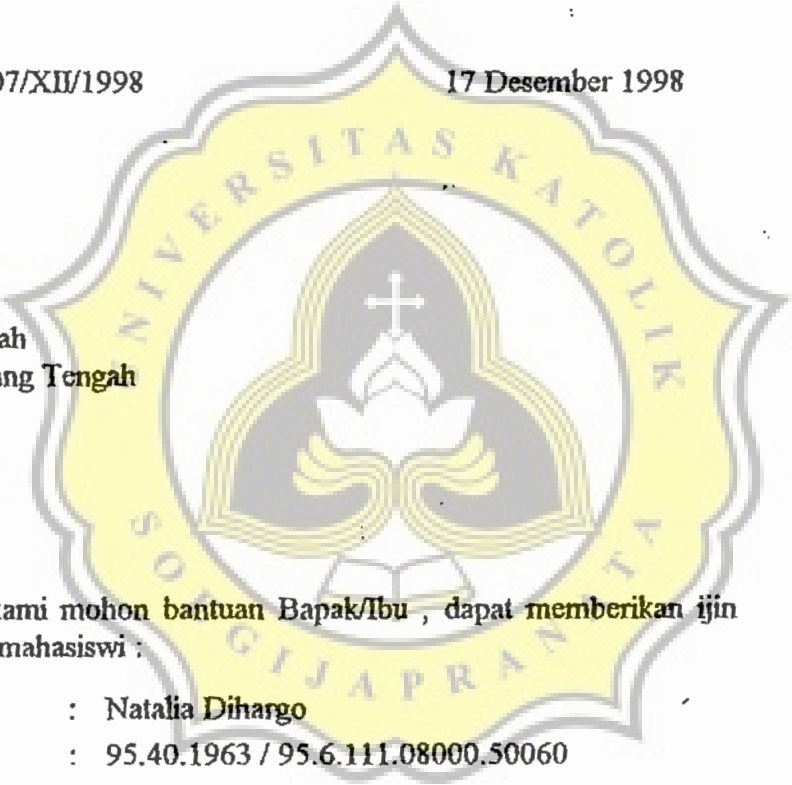 07/XII/1998 17 Desember 1998
UNIVERSITAS KATOLIK
ah
ang Tengah
kami mohon bantuan Bapak/Ibu , dapat memberikan ijin
mahasiswi :
: Natalia Dihargo
: 95.40.1963 / 95.6.111.08000.50060
SOEGIJAPRANATA